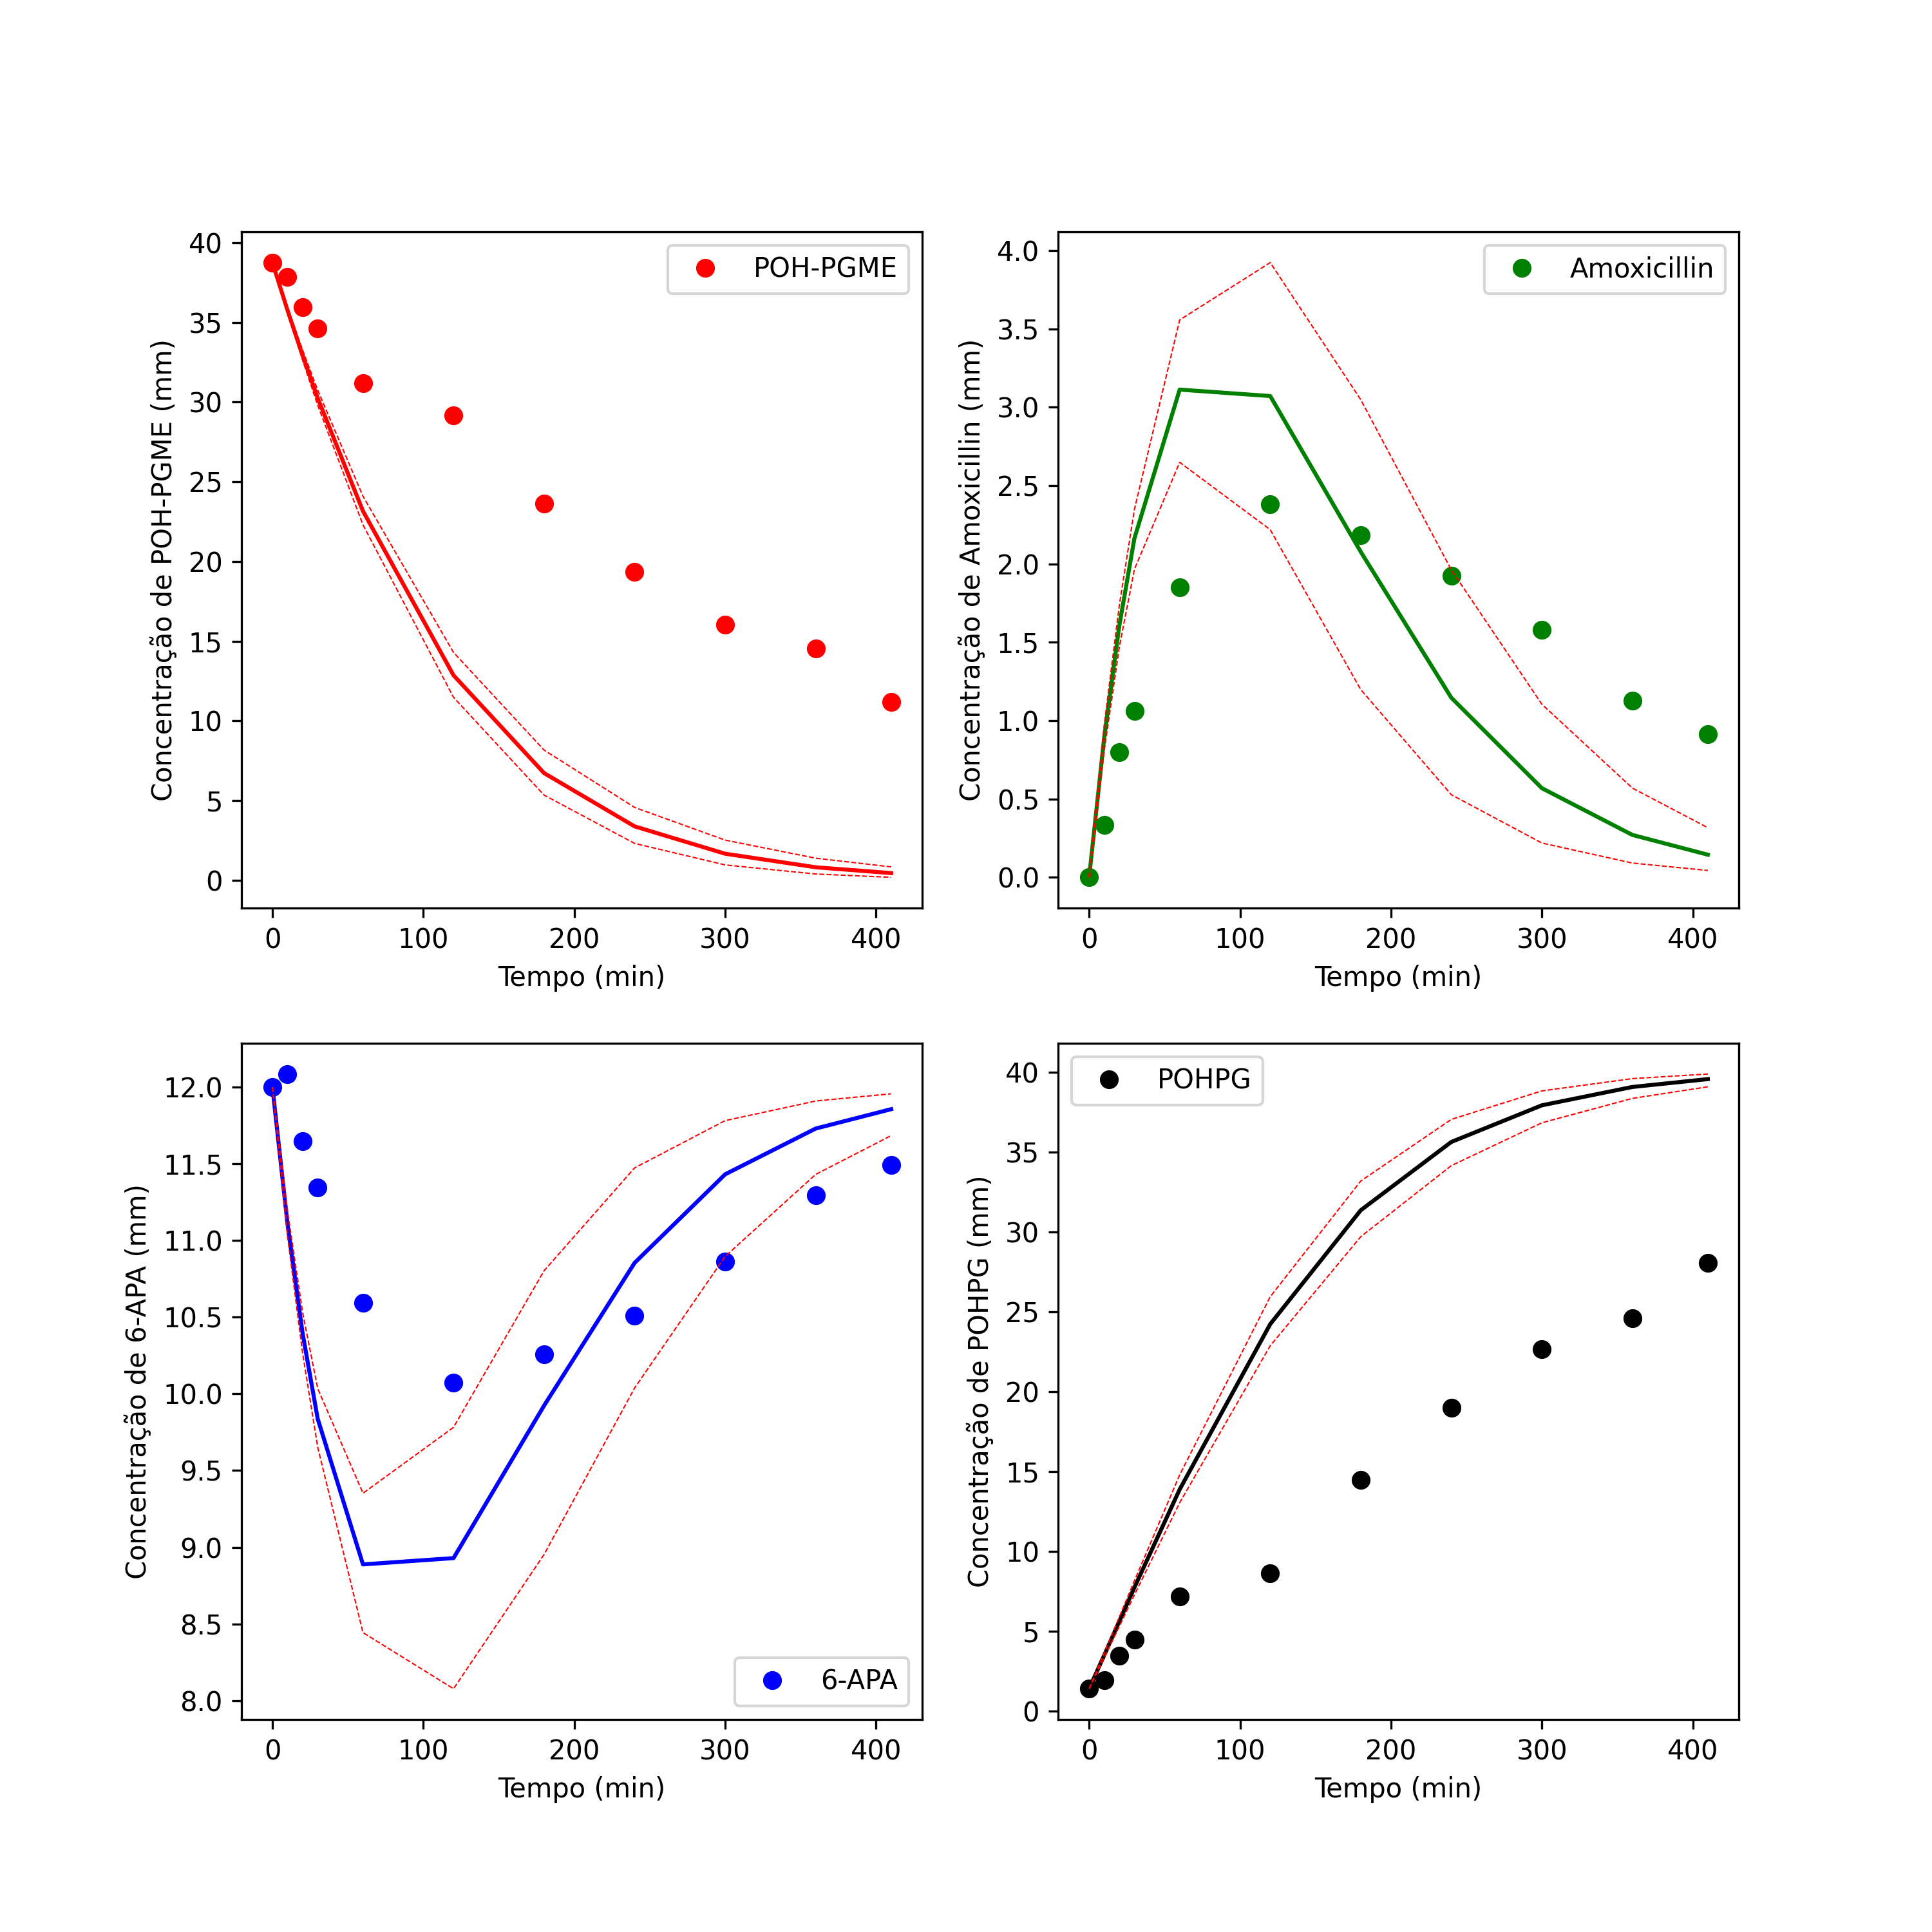 40
35
30
25
20
15
10
5
0
Concentração de POH-PGME (mm)
POH-PGME
0 100 200 300 400
Tempo (min)
4.0
3.5
3.0
2.5
2.0
1.5
1.0
0.5
0.0
Concentração de Amoxicillin (mm)
Amoxicillin
0 100 200 300 400
Tempo (min)
12.0
11.5
11.0
10.5
10.0
9.5
9.0
8.5
8.0
Concentração de 6-APA (mm)
6-APA
0 100 200 300 400
Tempo (min)
40
35
30
25
20
15
10
5
0
Concentração de POHPG (mm)
POHPG
0 100 200 300 400
Tempo (min)